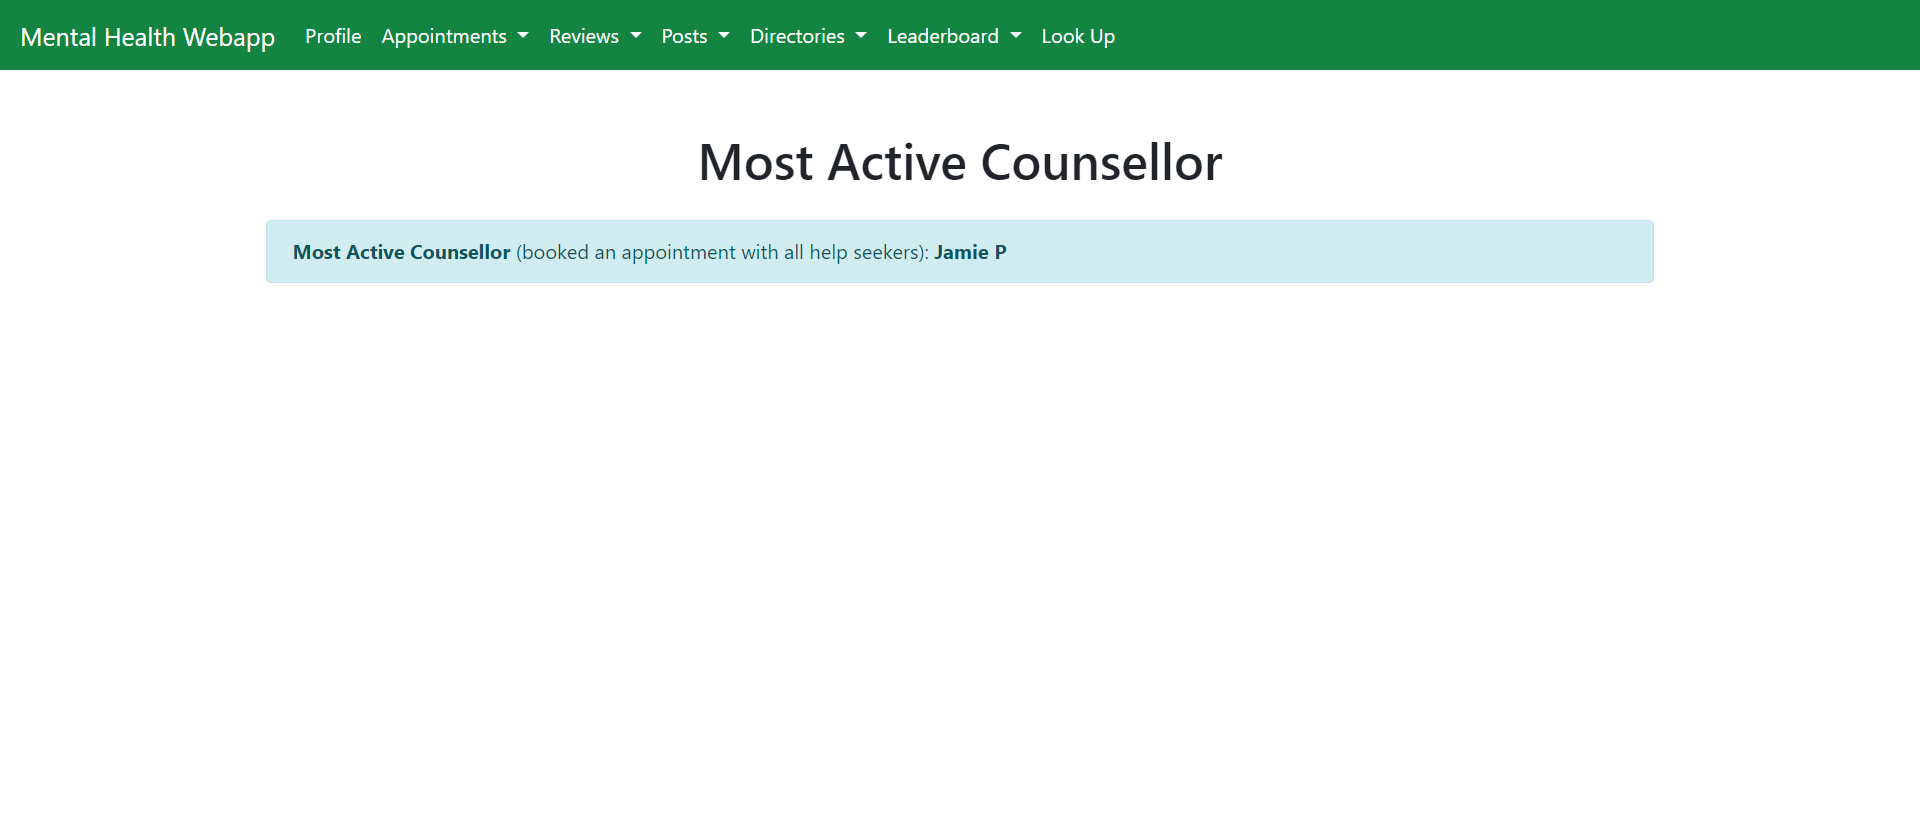 Mental Health Webapp Profile Appointments Reviews Posts Directories Leaderboard Look Up
Most Active Counsellor
Most Active Counsellor (booked an appointment with all help seekers): Jamie P